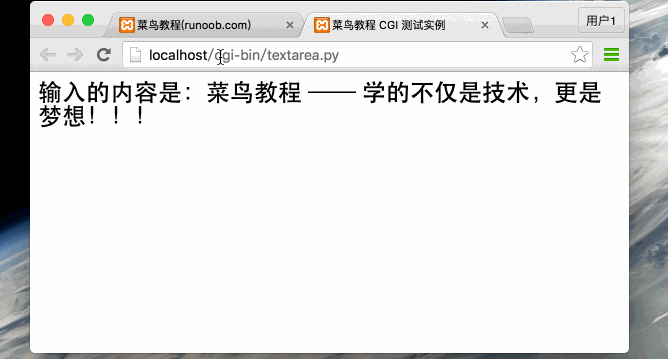 菜鸟教程(runoob.com)
菜鸟教程 CGI 测试实例
用户1
localhost/cgi-bin/textarea.py
输入的内容是：菜鸟教程 —— 学的不仅是技术，更是
梦想！！！